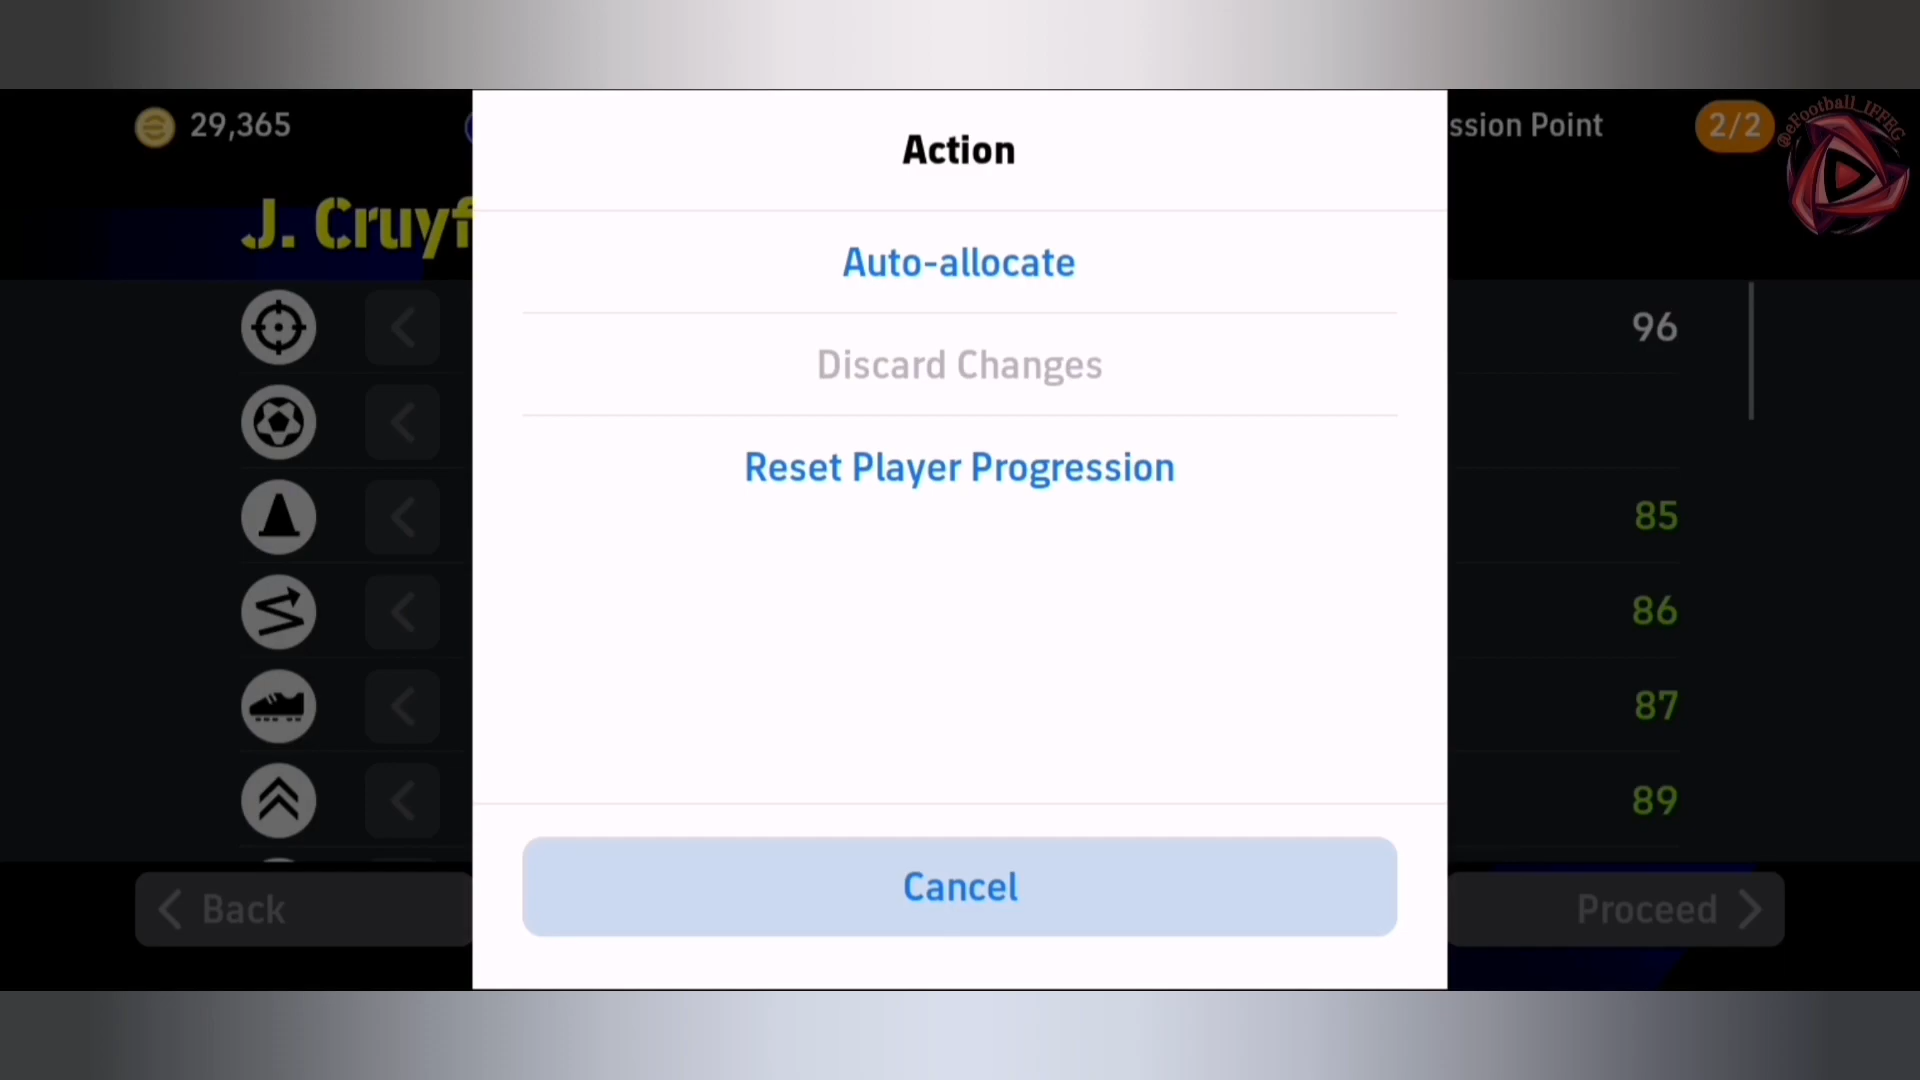 29,365
Action
ssion Point
2/2
@eFootball_IFFEG
J. Cruyf
Auto-allocate
Discard Changes
Reset Player Progression
96
85
86
87
89
Cancel
Back
Proceed